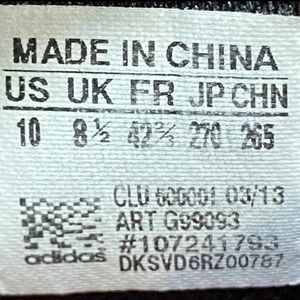 MADE IN CHINA
US UK FR JP CHN
10 8½ 42⅔ 270 265
CLU 600001 03/13
ART G99093
#107241793
adidas DKSVD6RZ00787